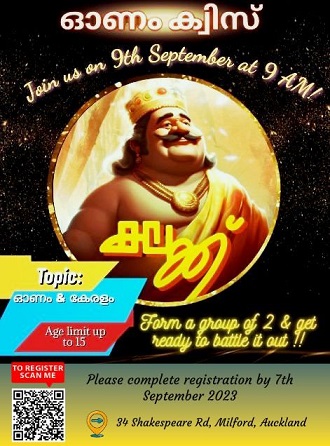 ഓണം ക്വിസ്
Join us on 9th September at 9 AM!
Topic:
ഓണം & കേരളം
Age limit up
to 15
Form a group of 2 & get
ready to battle it out !!
TO REGISTER
SCAN ME
Please complete registration by 7th
September 2023
34 Shakespeare Rd, Milford, Auckland